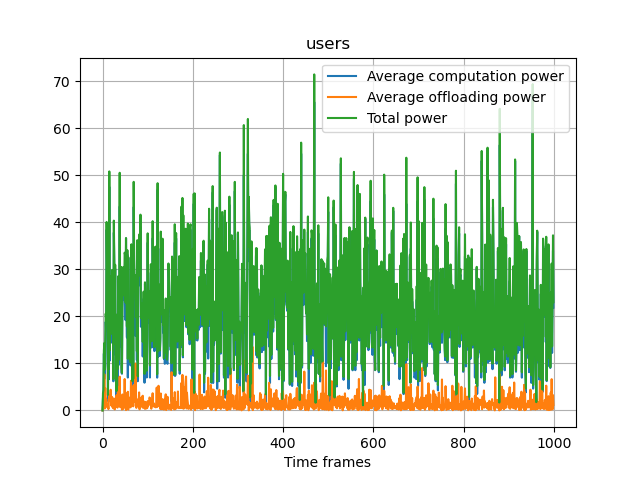 users
Average computation power
Average offloading power
Total power
70
60
50
40
30
20
10
0
0 200 400 600 800 1000
Time frames